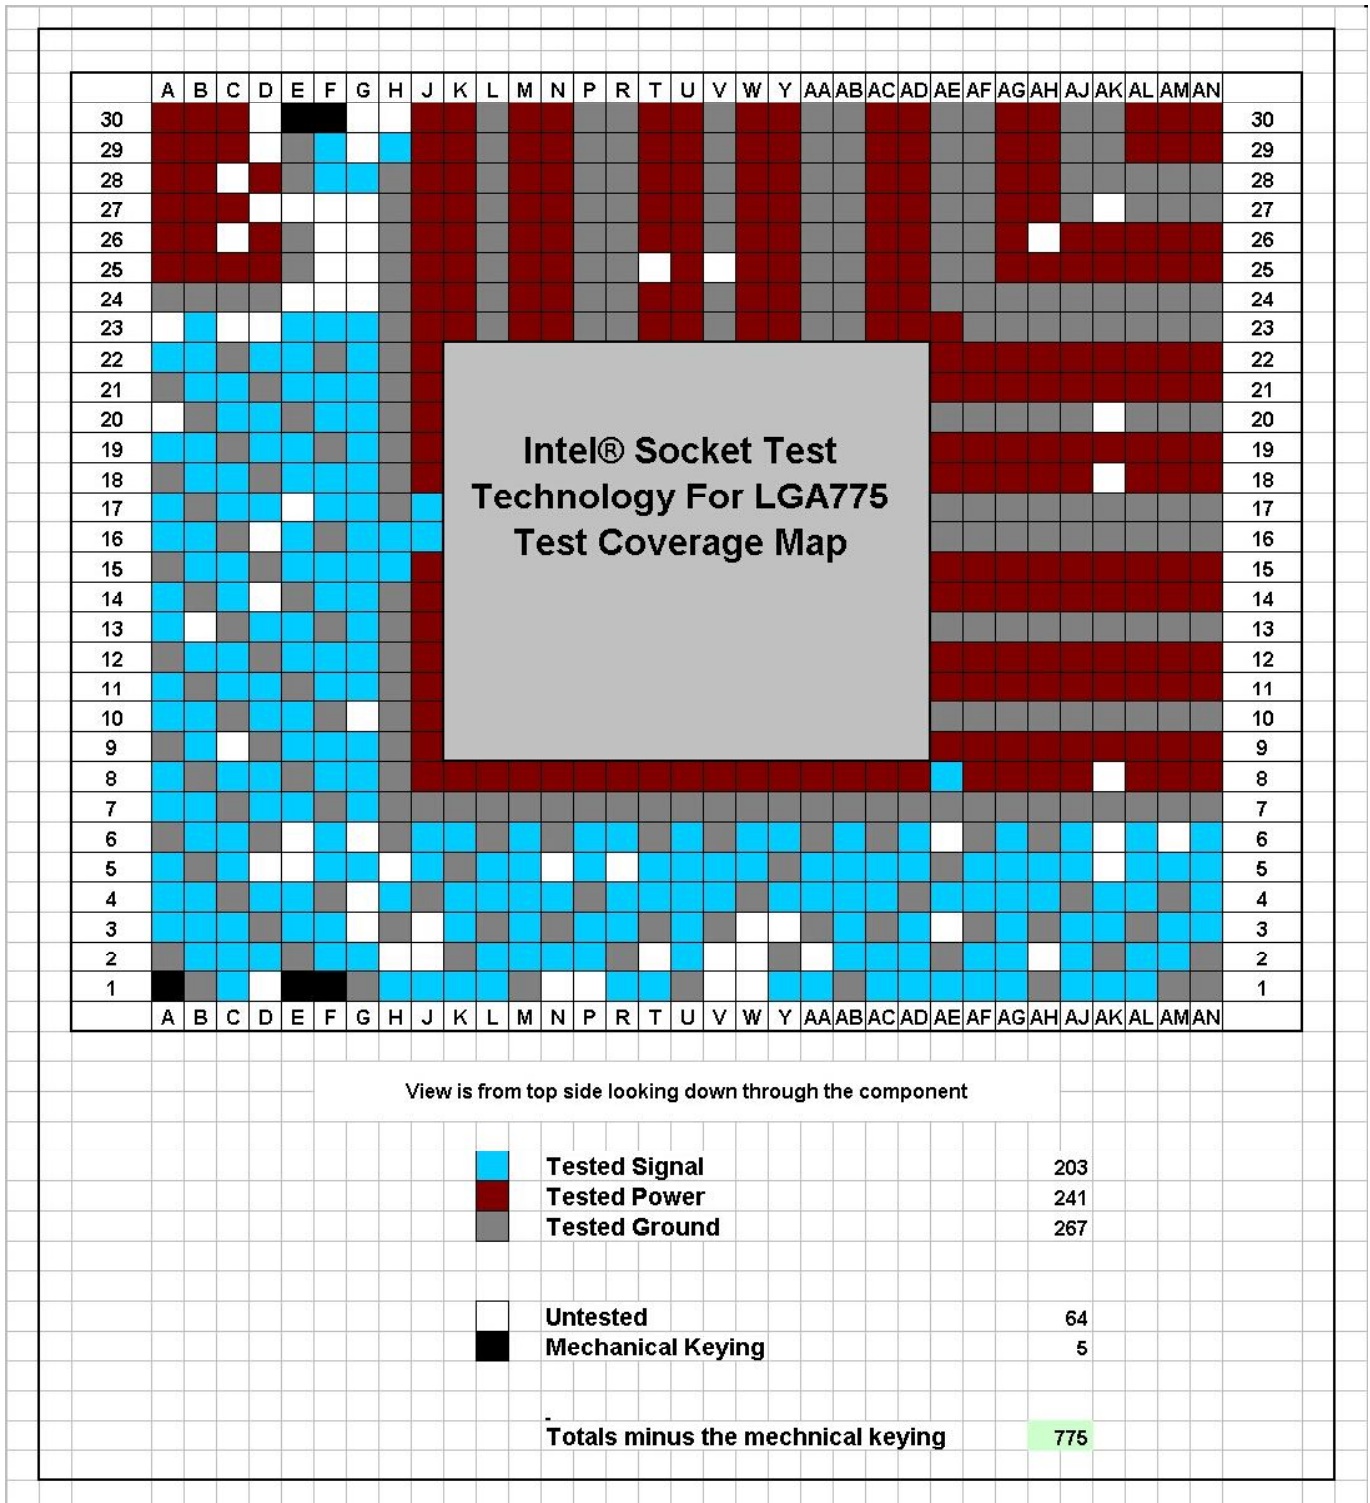 A B C D E F G H J K L M N P R T U V W Y AA AB AC AD AE AF AG AH AJ AK AL AM AN
30 30
29 29
28 28
27 27
26 26
25 25
24 24
23 23
22 22
21 21
20 20
19 19
18 18
17 17
16 16
15 15
14 14
13 13
12 12
11 11
10 10
9 9
8 8
7 7
6 6
5 5
4 4
3 3
2 2
1 1
A B C D E F G H J K L M N P R T U V W Y AA AB AC AD AE AF AG AH AJ AK AL AM AN
Intel® Socket Test
Technology For LGA775
Test Coverage Map
View is from top side looking down through the component
Tested Signal 203
Tested Power 241
Tested Ground 267
Untested 64
Mechanical Keying 5
-
Totals minus the mechnical keying 775